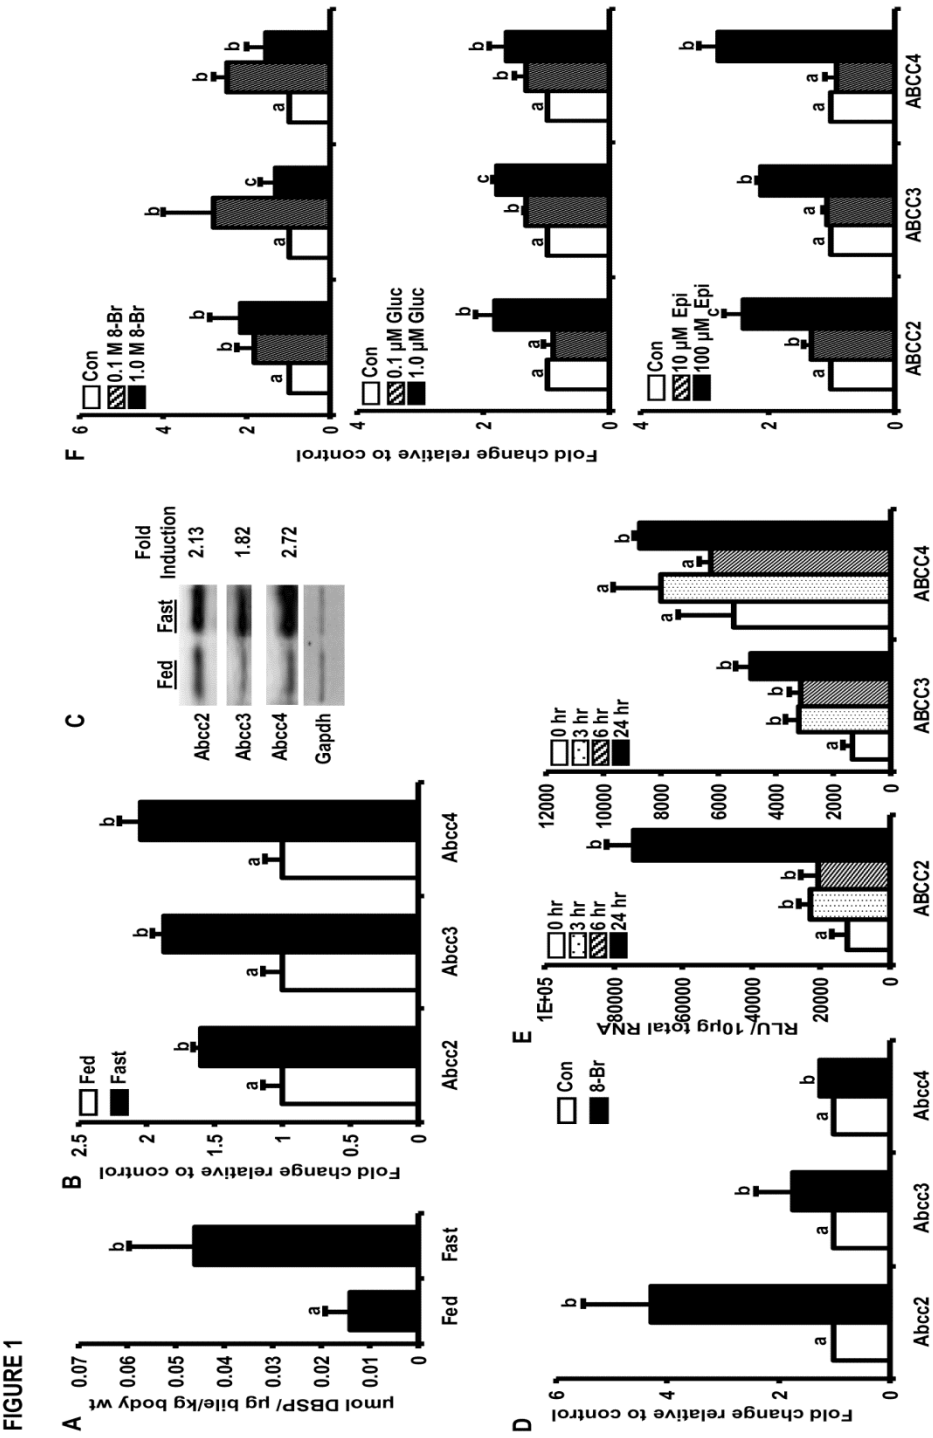 FIGURE 1
A
µmol DBSP/ µg bile/kg body wt
0.07
0.06
0.05
0.04
0.03
0.02
0.01
0
a
b
Fed
Fast
B
Fold change relative to control
2.5
2
1.5
1
0.5
0
Fed
Fast
a
b
a
b
a
b
Abcc2
Abcc3
Abcc4
C
Fed
Fast
Fold
Induction
Abcc2
2.13
Abcc3
1.82
Abcc4
2.72
Gapdh
D
Fold change relative to control
6
4
2
0
Con
8-Br
a
b
a
b
a
b
Abcc2
Abcc3
Abcc4
E
RLU/ 10µg total RNA
1E+05
80000
60000
40000
20000
0
0 hr
3 hr
6 hr
24 hr
a
b
b
b
ABCC2
12000
10000
8000
6000
4000
2000
0
0 hr
3 hr
6 hr
24 hr
a
b
b
b
a
a
a
b
ABCC3
ABCC4
F
Fold change relative to control
6
4
2
0
Con
0.1 M 8-Br
1.0 M 8-Br
a
b
b
a
b
c
a
b
b
4
2
0
Con
0.1 µM Gluc
1.0 µM Gluc
a
a
b
a
b
c
a
b
b
4
2
0
Con
10 µM Epi
100 µM Epi
a
b
c
a
a
b
a
a
b
ABCC2
ABCC3
ABCC4